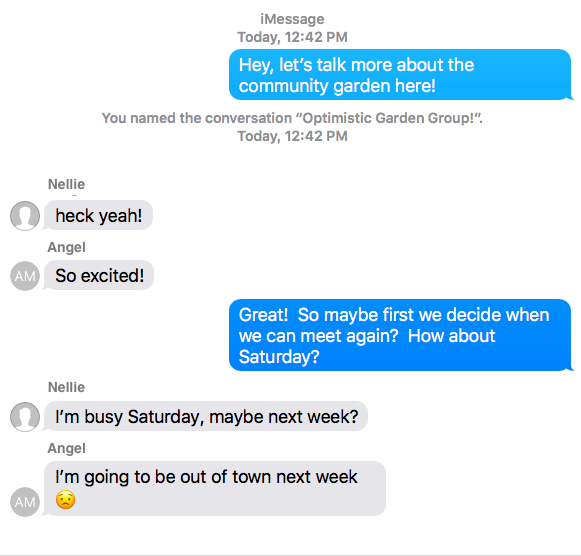 iMessage
Today, 12:42 PM
Hey, let’s talk more about the
community garden here!
You named the conversation “Optimistic Garden Group!”.
Today, 12:42 PM
Nellie
heck yeah!
Angel
AM
So excited!
Great!  So maybe first we decide when
we can meet again?  How about
Saturday?
Nellie
I’m busy Saturday, maybe next week?
Angel
I’m going to be out of town next week
😟
AM